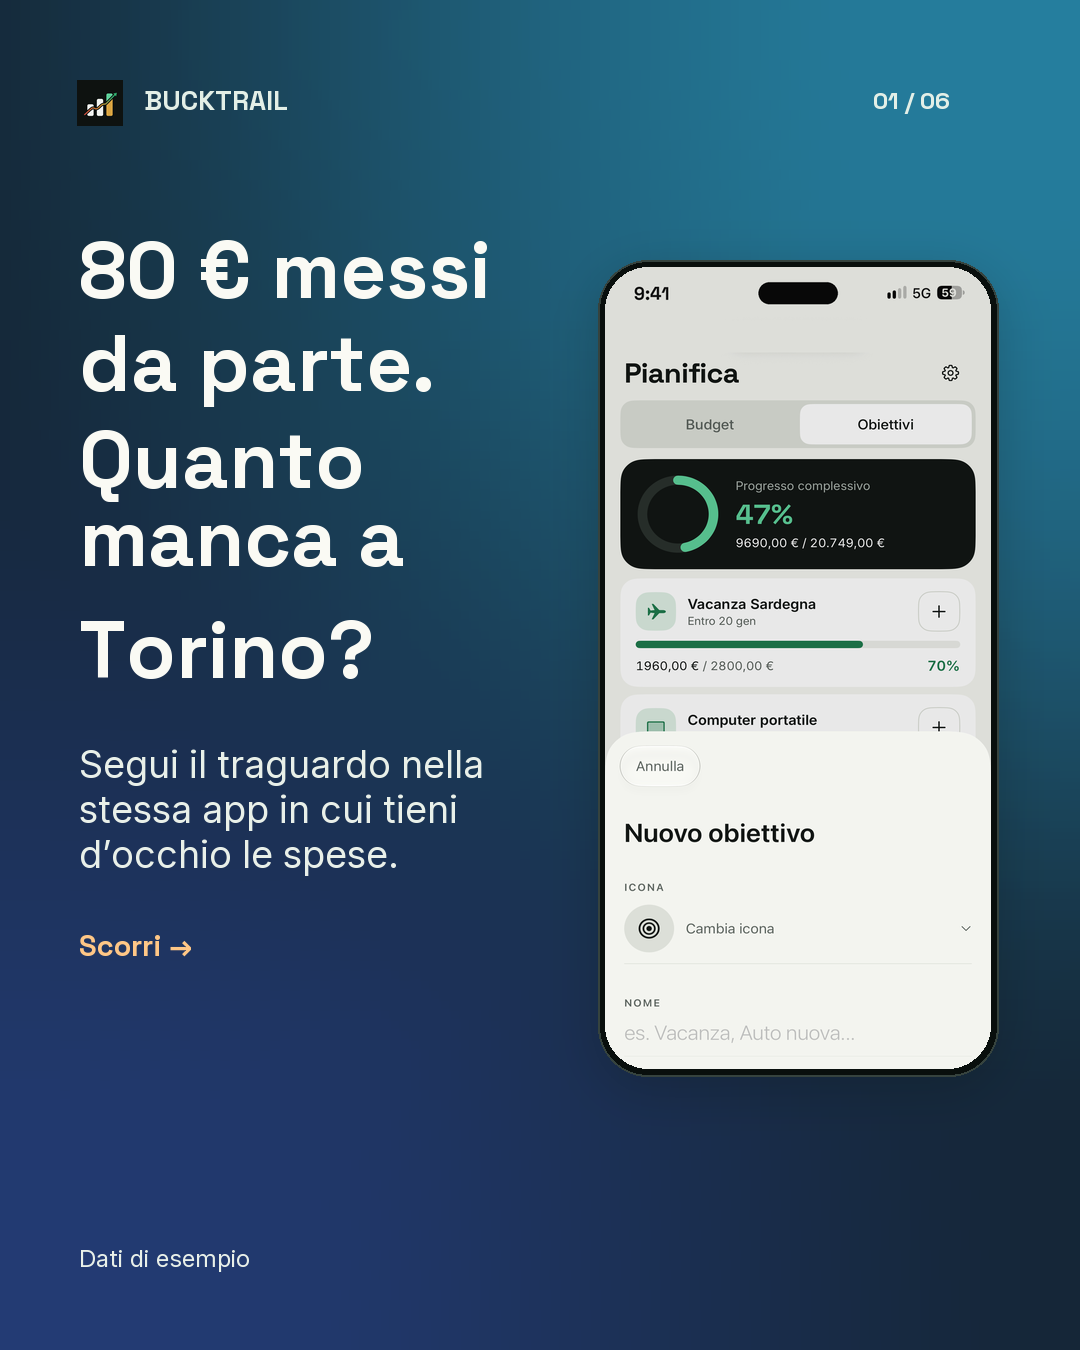 BUCKTRAIL
01 / 06
80 € messi
da parte.
Quanto
manca a
Torino?
Segui il traguardo nella
stessa app in cui tieni
d’occhio le spese.
Scorri →
Dati di esempio
9:41
5G
59
Pianifica
Budget
Obiettivi
Progresso complessivo
47%
9690,00 € / 20.749,00 €
Vacanza Sardegna
Entro 20 gen
1960,00 € / 2800,00 €
70%
Computer portatile
Annulla
Nuovo obiettivo
ICONA
Cambia icona
NOME
es. Vacanza, Auto nuova...